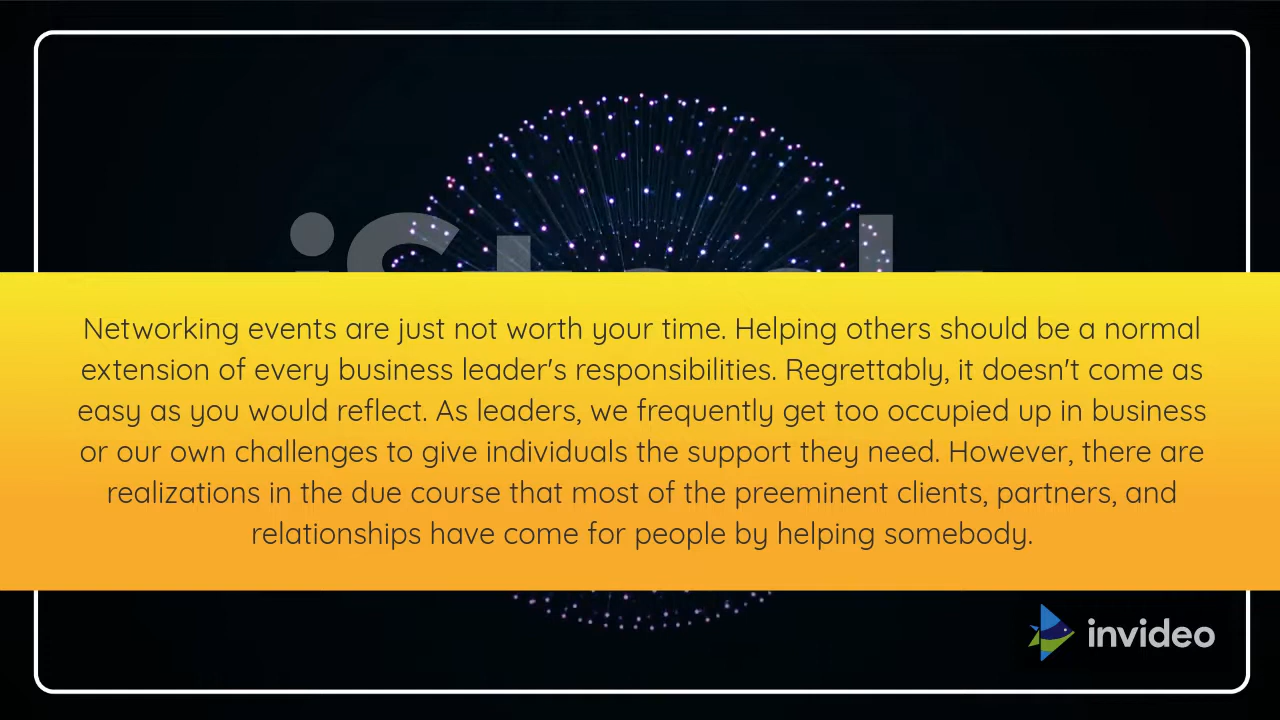 iStock
Networking events are just not worth your time. Helping others should be a normal
extension of every business leader's responsibilities. Regrettably, it doesn't come as
easy as you would reflect. As leaders, we frequently get too occupied up in business
or our own challenges to give individuals the support they need. However, there are
realizations in the due course that most of the preeminent clients, partners, and
relationships have come for people by helping somebody.
invideo